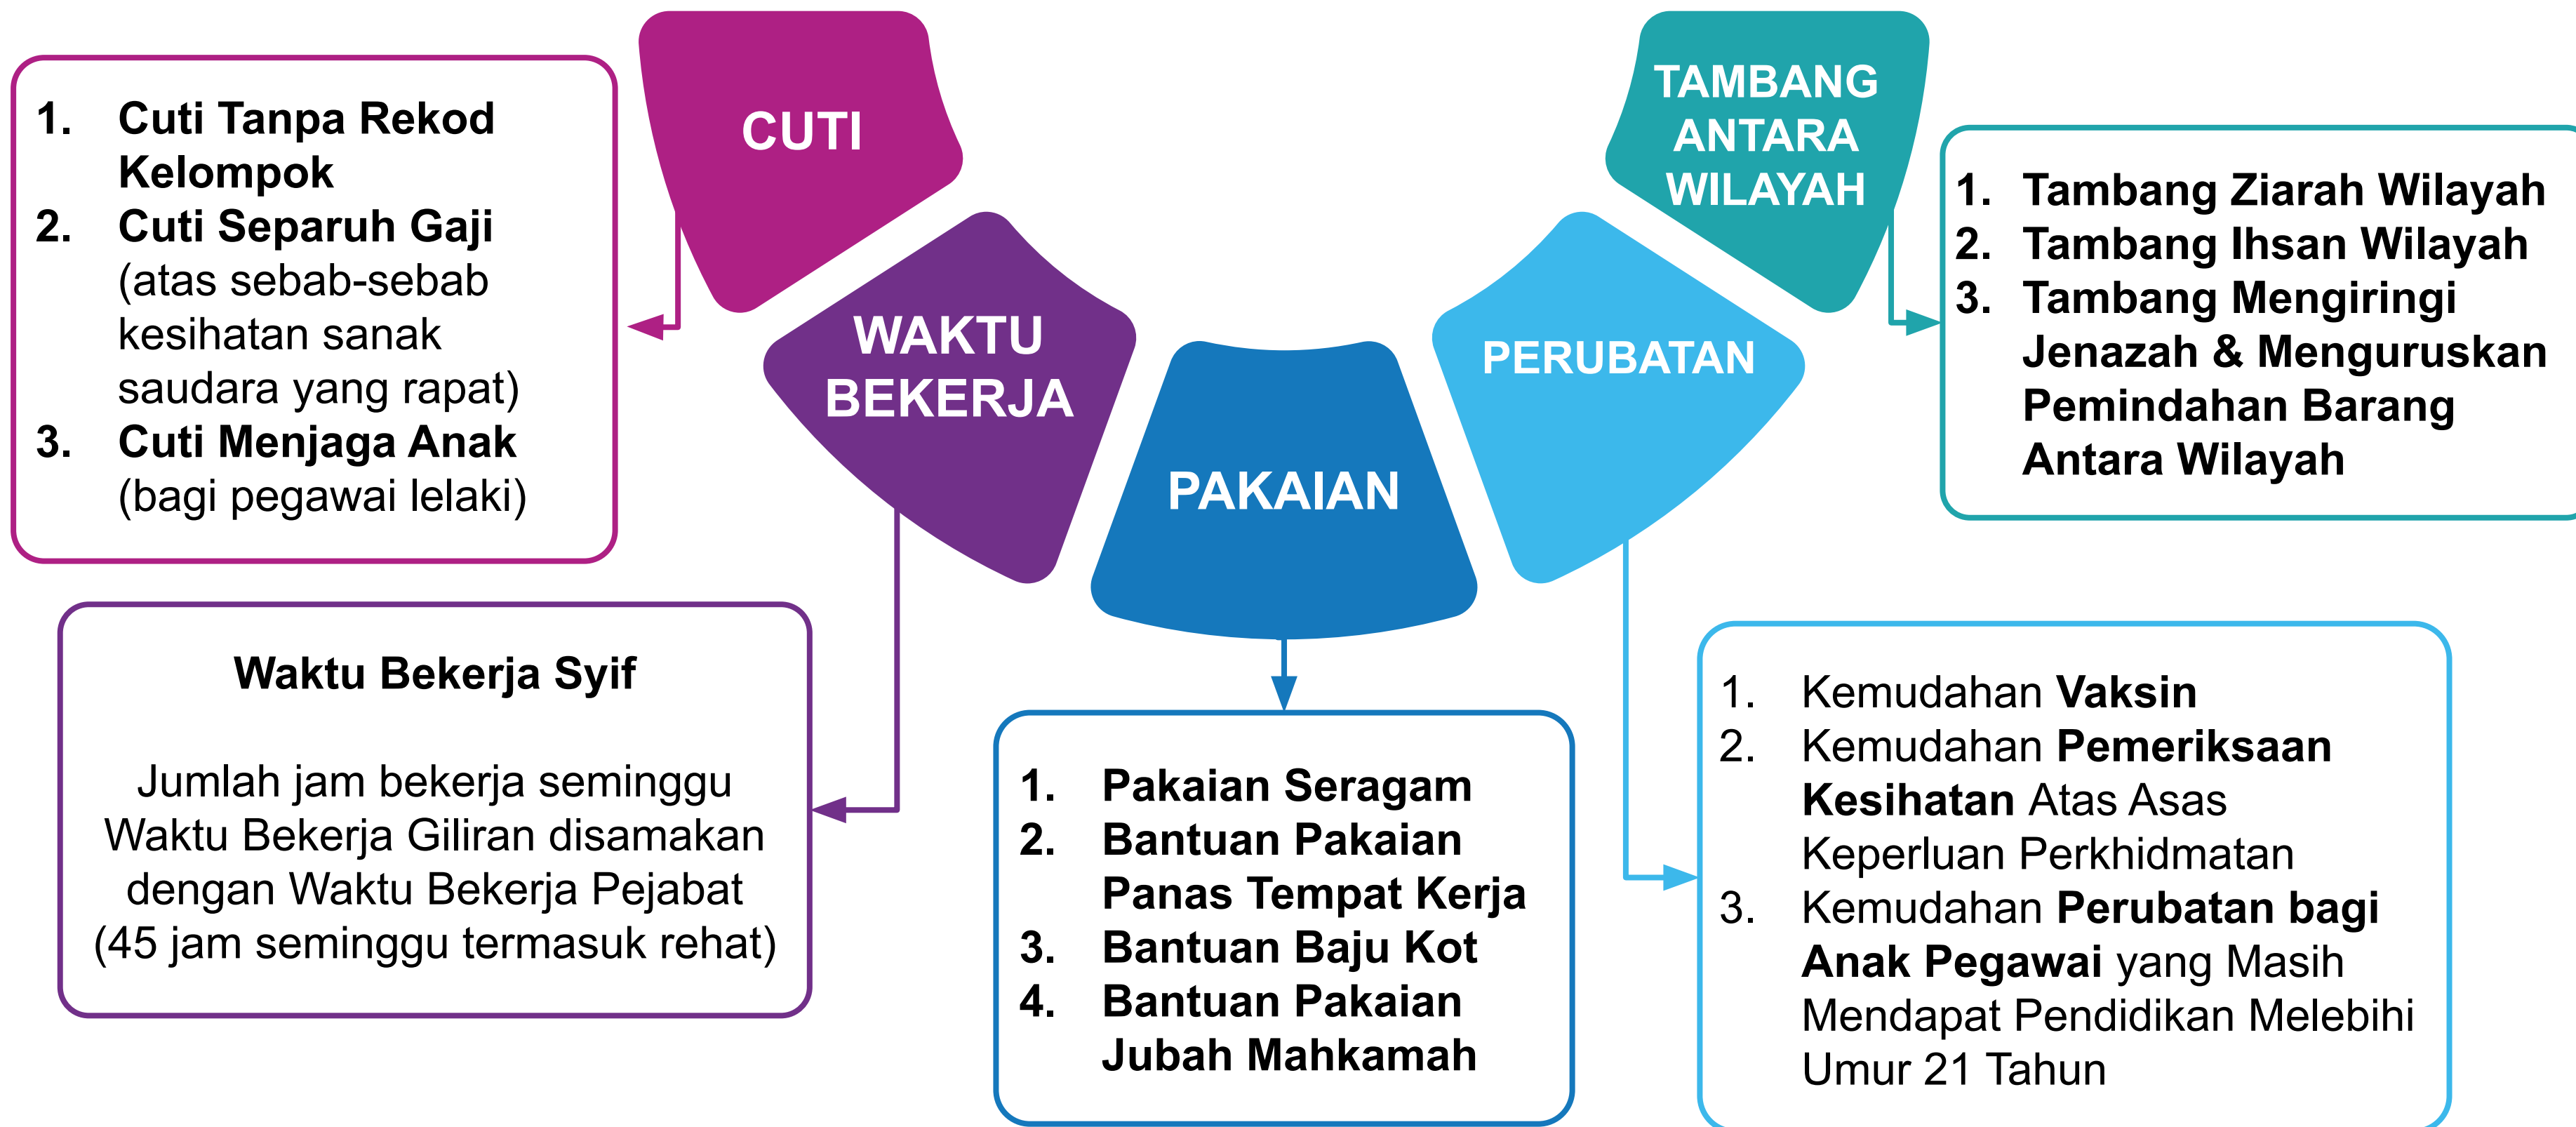 CUTI
1. Cuti Tanpa Rekod
Kelompok
2. Cuti Separuh Gaji
(atas sebab-sebab
kesihatan sanak
saudara yang rapat)
3. Cuti Menjaga Anak
(bagi pegawai lelaki)
WAKTU
BEKERJA
Waktu Bekerja Syif
Jumlah jam bekerja seminggu
Waktu Bekerja Giliran disamakan
dengan Waktu Bekerja Pejabat
(45 jam seminggu termasuk rehat)
PAKAIAN
1. Pakaian Seragam
2. Bantuan Pakaian
Panas Tempat Kerja
3. Bantuan Baju Kot
4. Bantuan Pakaian
Jubah Mahkamah
PERUBATAN
1. Kemudahan Vaksin
2. Kemudahan Pemeriksaan
Kesihatan Atas Asas
Keperluan Perkhidmatan
3. Kemudahan Perubatan bagi
Anak Pegawai yang Masih
Mendapat Pendidikan Melebihi
Umur 21 Tahun
TAMBANG
ANTARA
WILAYAH
1. Tambang Ziarah Wilayah
2. Tambang Ihsan Wilayah
3. Tambang Mengiringi
Jenazah & Menguruskan
Pemindahan Barang
Antara Wilayah